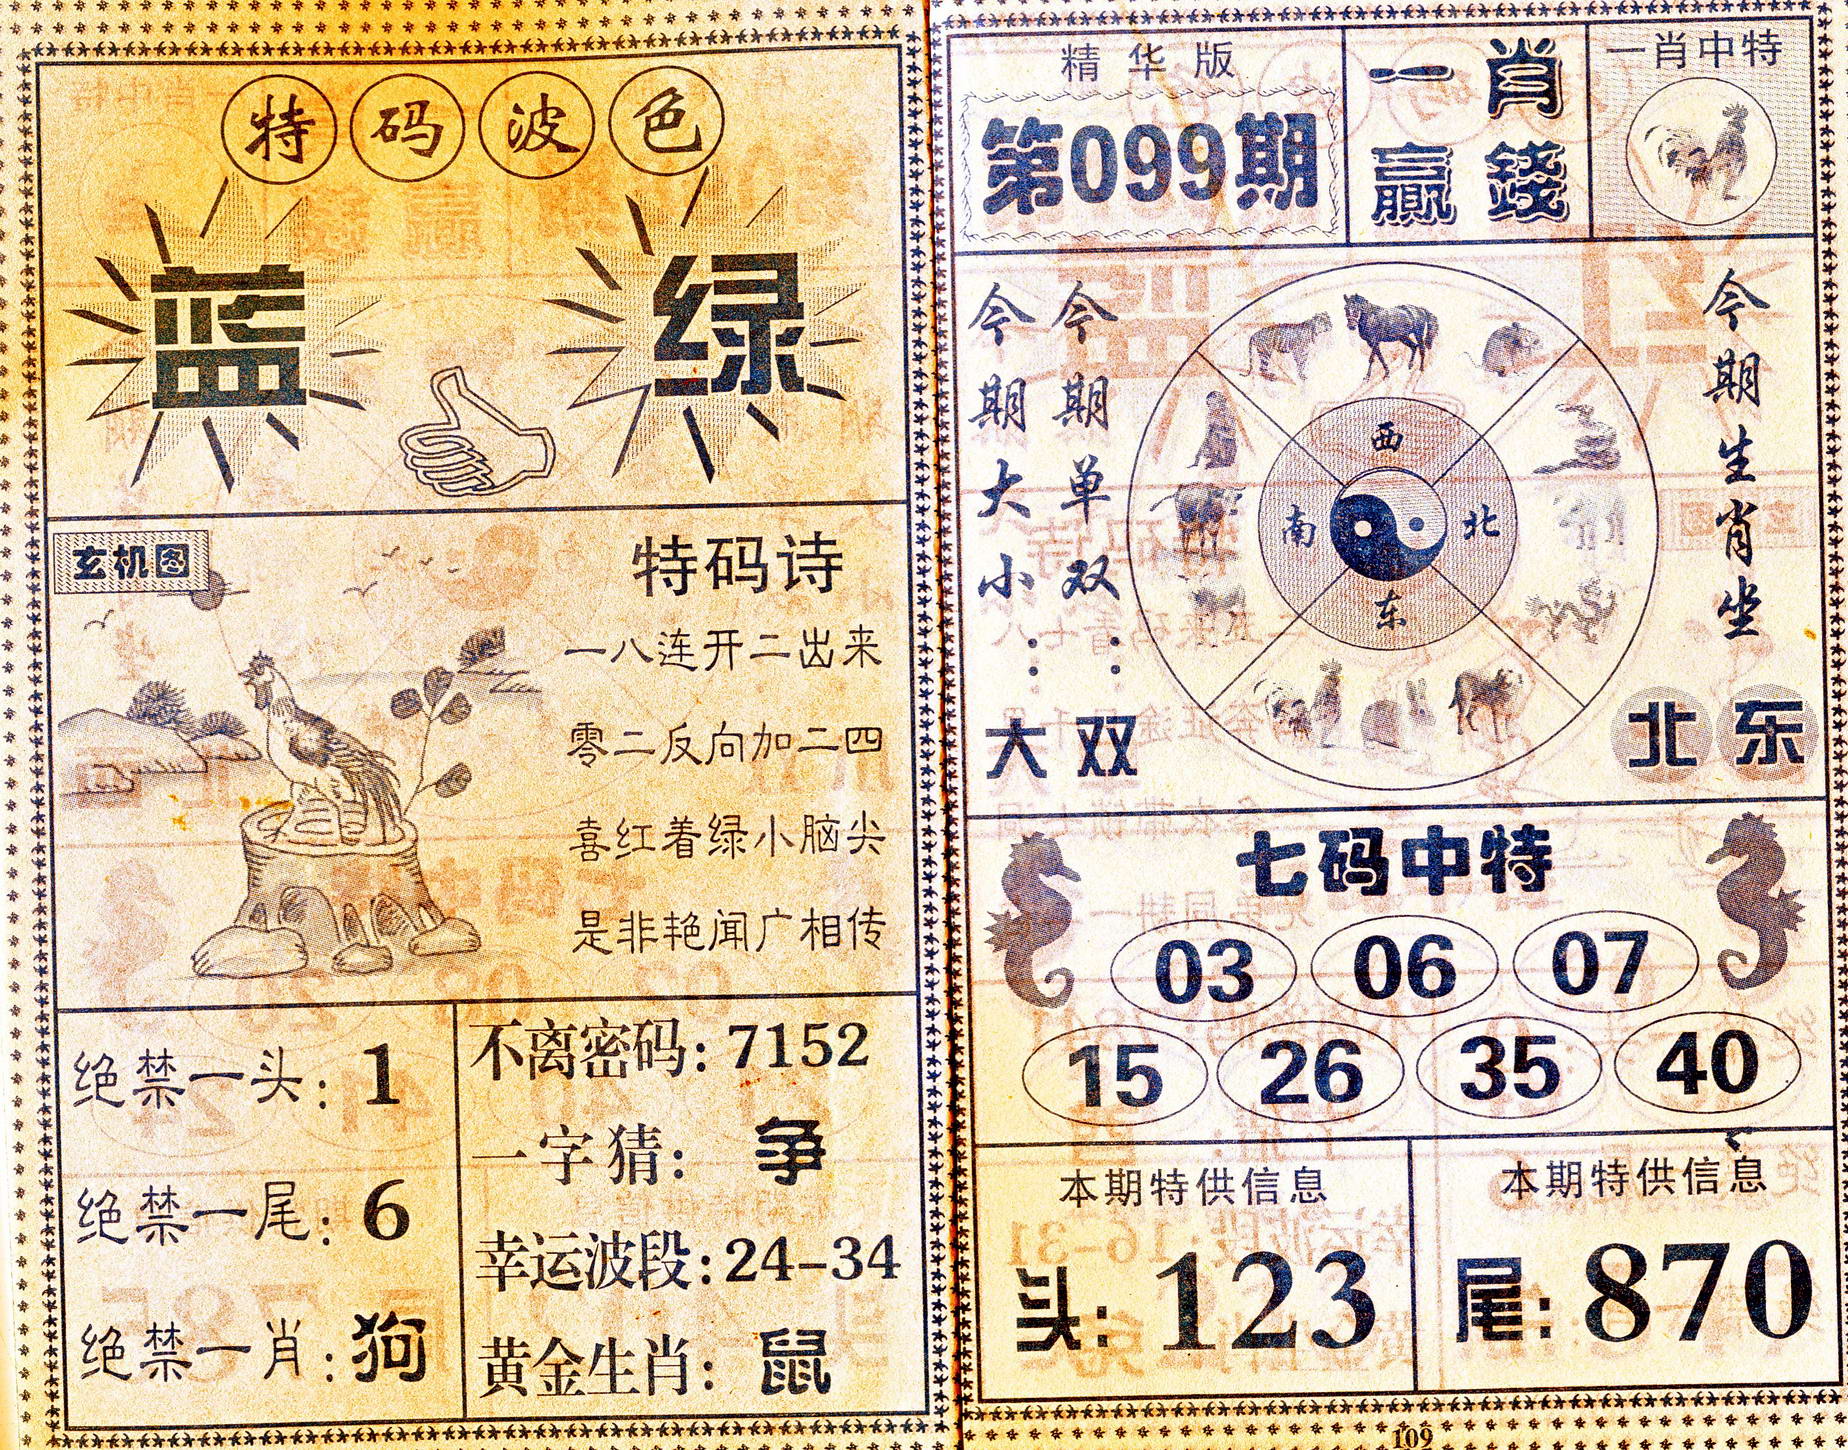 特码波色
蓝 绿
玄机图
特码诗
一八连开二出来
零二反向加二四
喜红着绿小脑尖
是非艳闻广相传
绝禁一头：1
绝禁一尾：6
绝禁一肖：狗
不离密码：7152
一字猜：争
幸运波段：24-34
黄金生肖：鼠
精华版
第099期
一肖
赢錢
一肖中特
今期大小：大
今期单双：双
西
南 北
东
今期生肖坐
北东
七码中特
03 06 07
15 26 35 40
本期特供信息
头：123
本期特供信息
尾：870
109